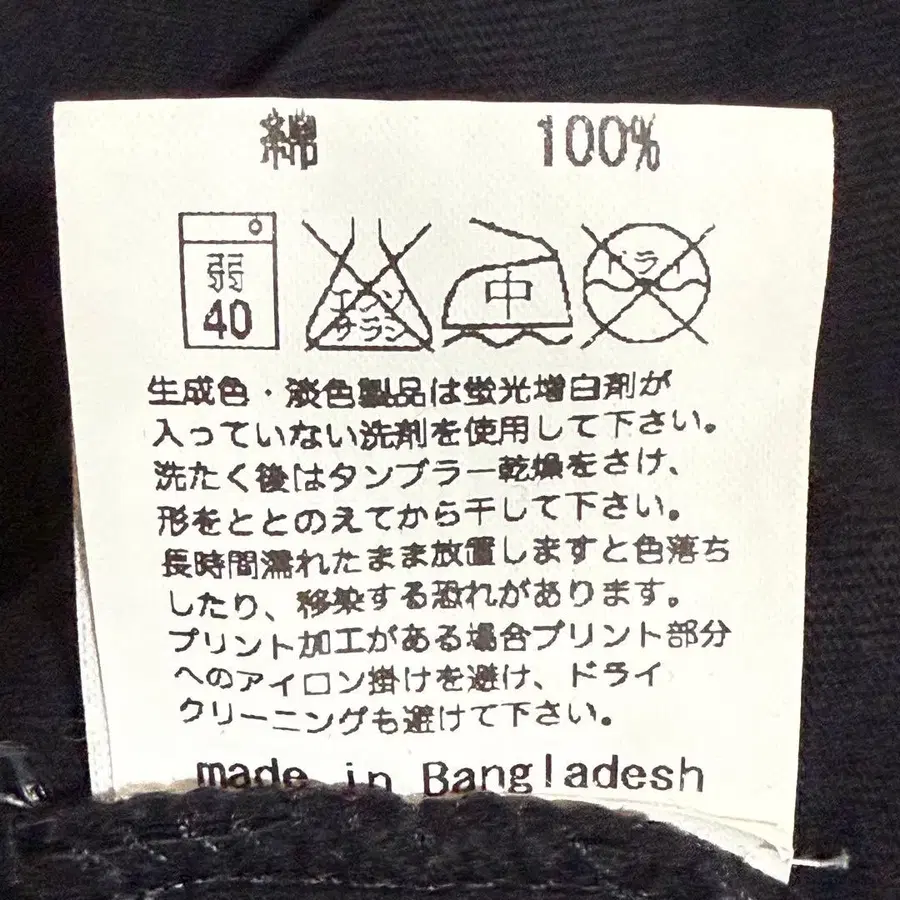 綿 100%
弱 40
エンソ サラシ
中
ドライ
生成色・淡色製品は蛍光増白剤が
入っていない洗剤を使用して下さい。
洗たく後はタンブラー乾燥をさけ、
形をととのえてから干して下さい。
長時間濡れたまま放置しますと色落ち
したり、移染する恐れがあります。
プリント加工がある場合プリント部分
へのアイロン掛けを避け、ドライ
クリーニングも避けて下さい。
made in Bangladesh